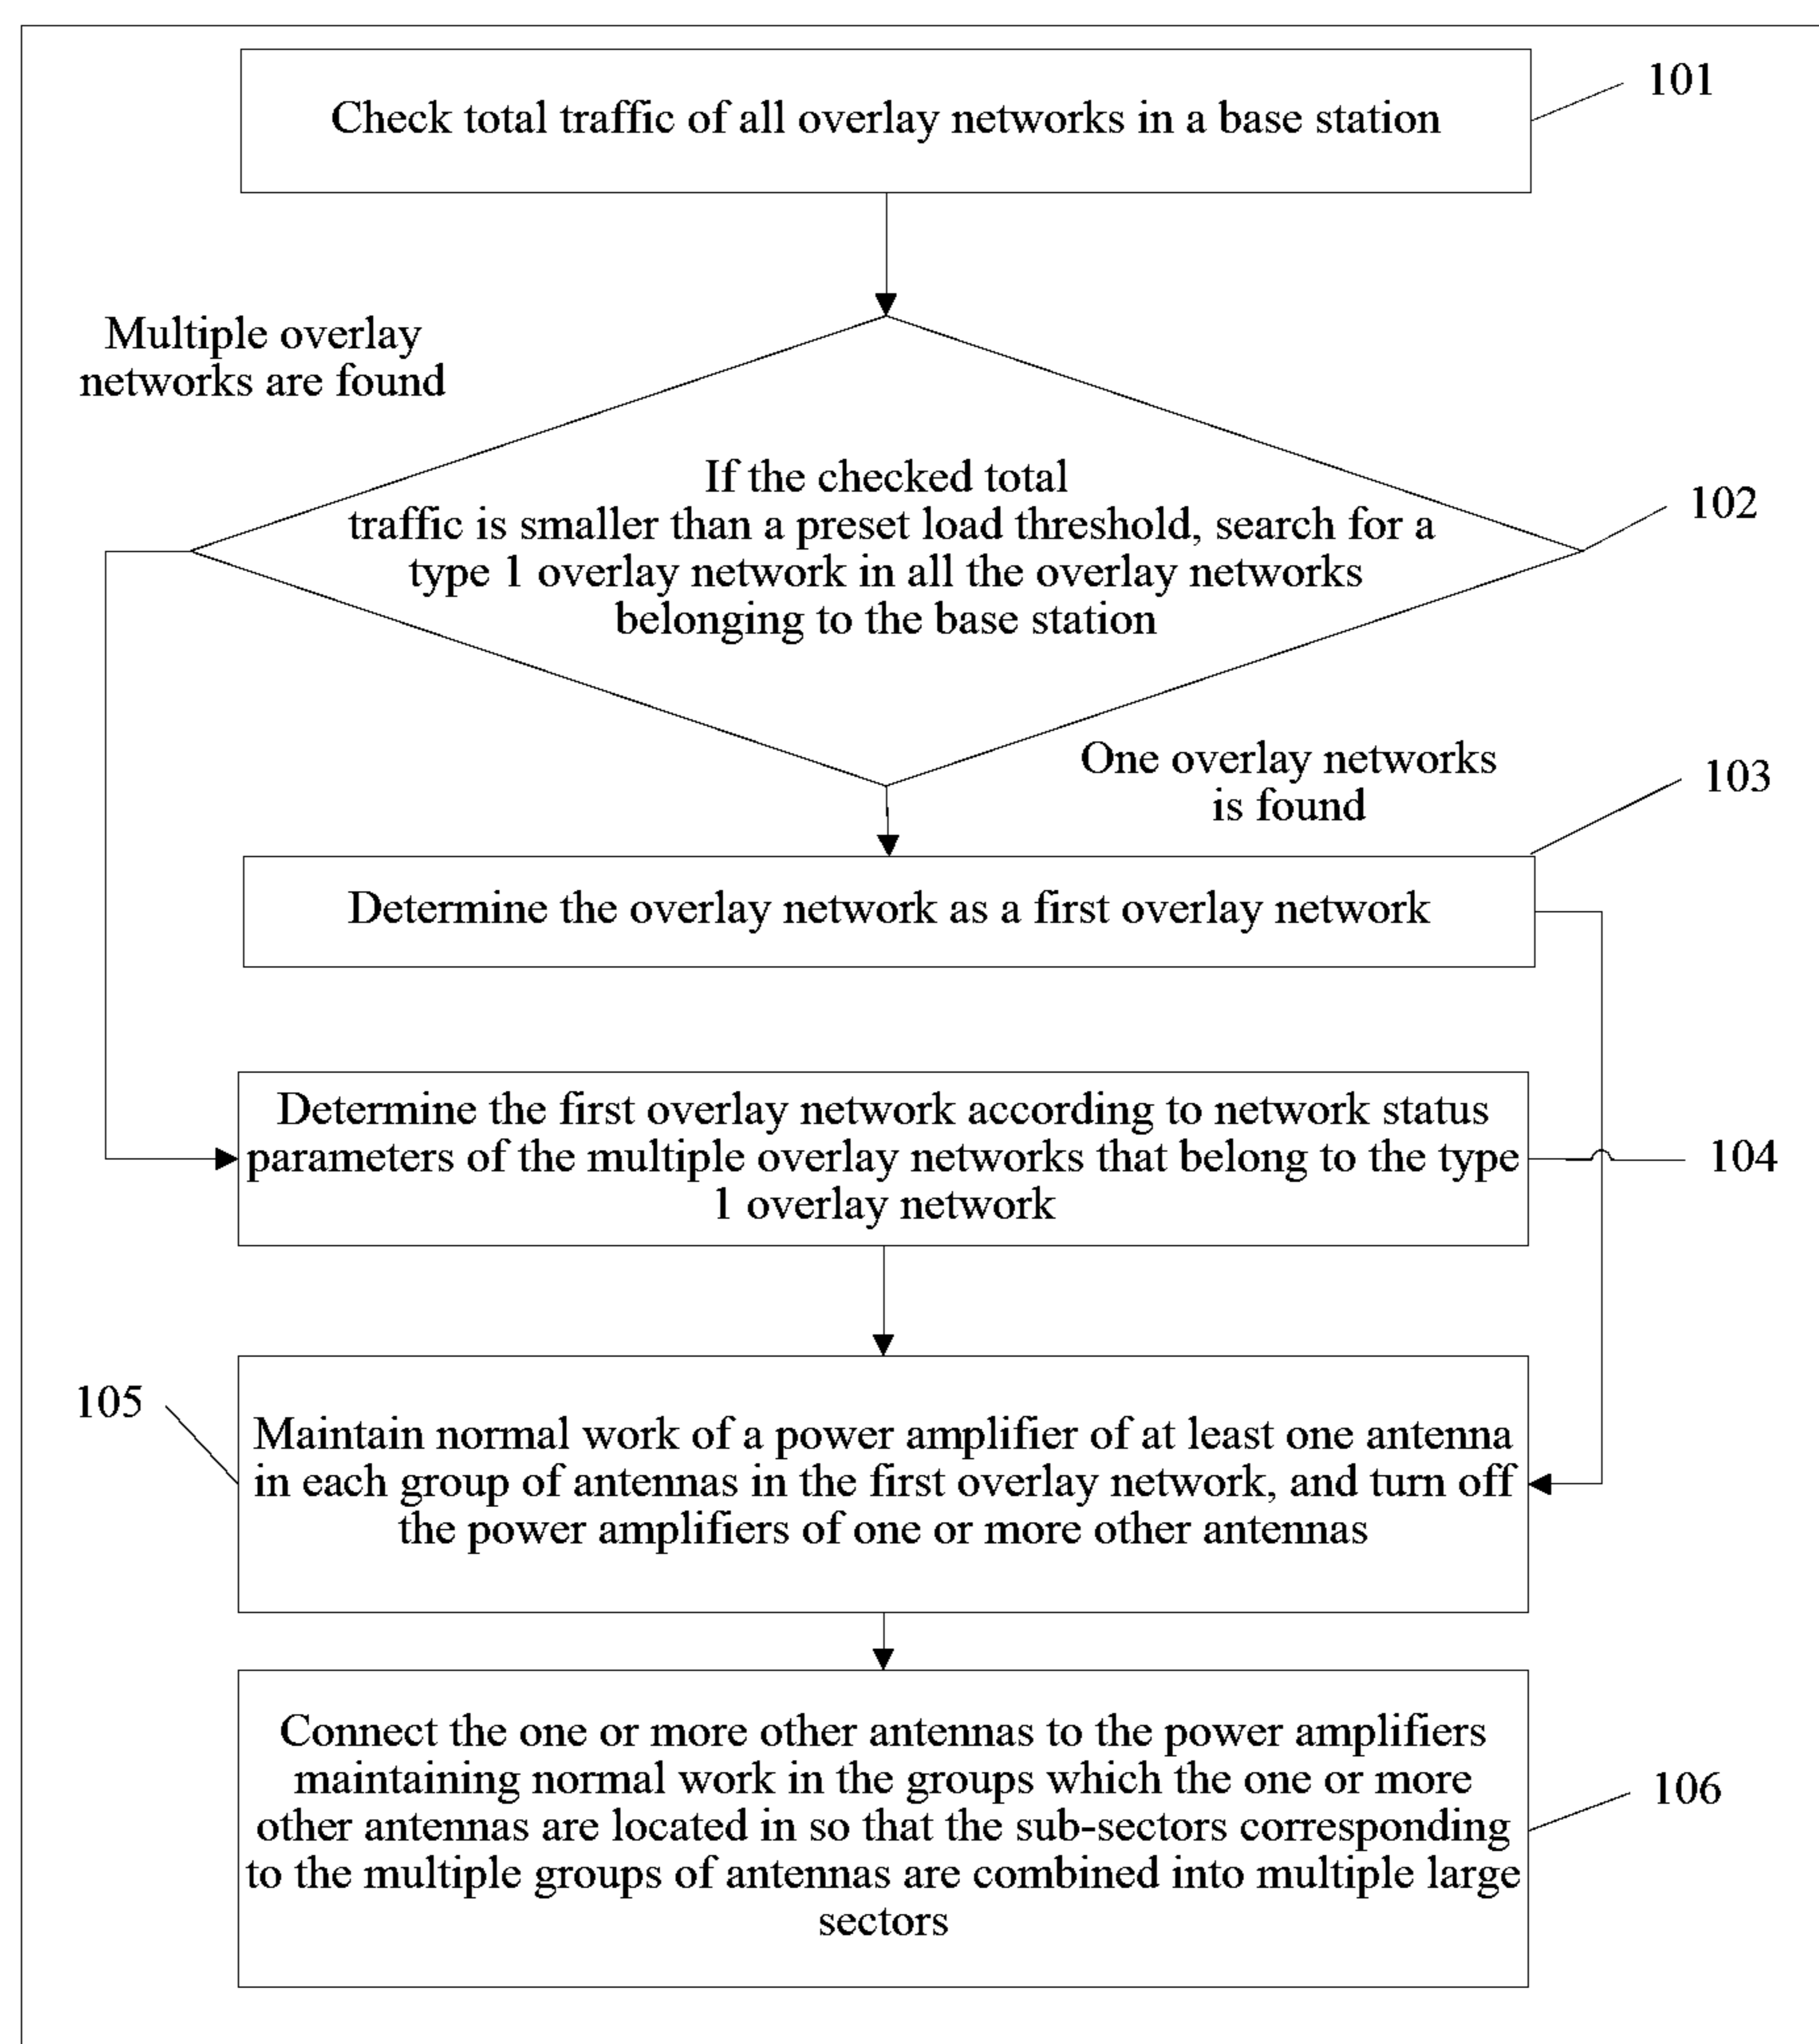 Check total traffic of all overlay networks in a base station
101
Multiple overlay
networks are found
If the checked total
traffic is smaller than a preset load threshold, search for a
type 1 overlay network in all the overlay networks
belonging to the base station
102
One overlay networks
is found
103
Determine the overlay network as a first overlay network
Determine the first overlay network according to network status
parameters of the multiple overlay networks that belong to the type
1 overlay network
104
105
Maintain normal work of a power amplifier of at least one antenna
in each group of antennas in the first overlay network, and turn off
the power amplifiers of one or more other antennas
Connect the one or more other antennas to the power amplifiers
maintaining normal work in the groups which the one or more
other antennas are located in so that the sub-sectors corresponding
to the multiple groups of antennas are combined into multiple large
sectors
106